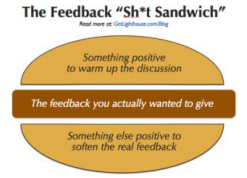 The Feedback “Sh*t Sandwich”
Read more at: GetLighthouse.com/Blog
Something positive
to warm up the discussion
The feedback you actually wanted to give
Something else positive to
soften the real feedback